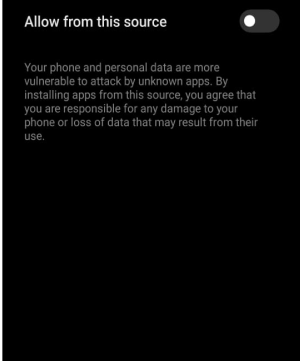 Allow from this source
Your phone and personal data are more
vulnerable to attack by unknown apps. By
installing apps from this source, you agree that
you are responsible for any damage to your
phone or loss of data that may result from their
use.